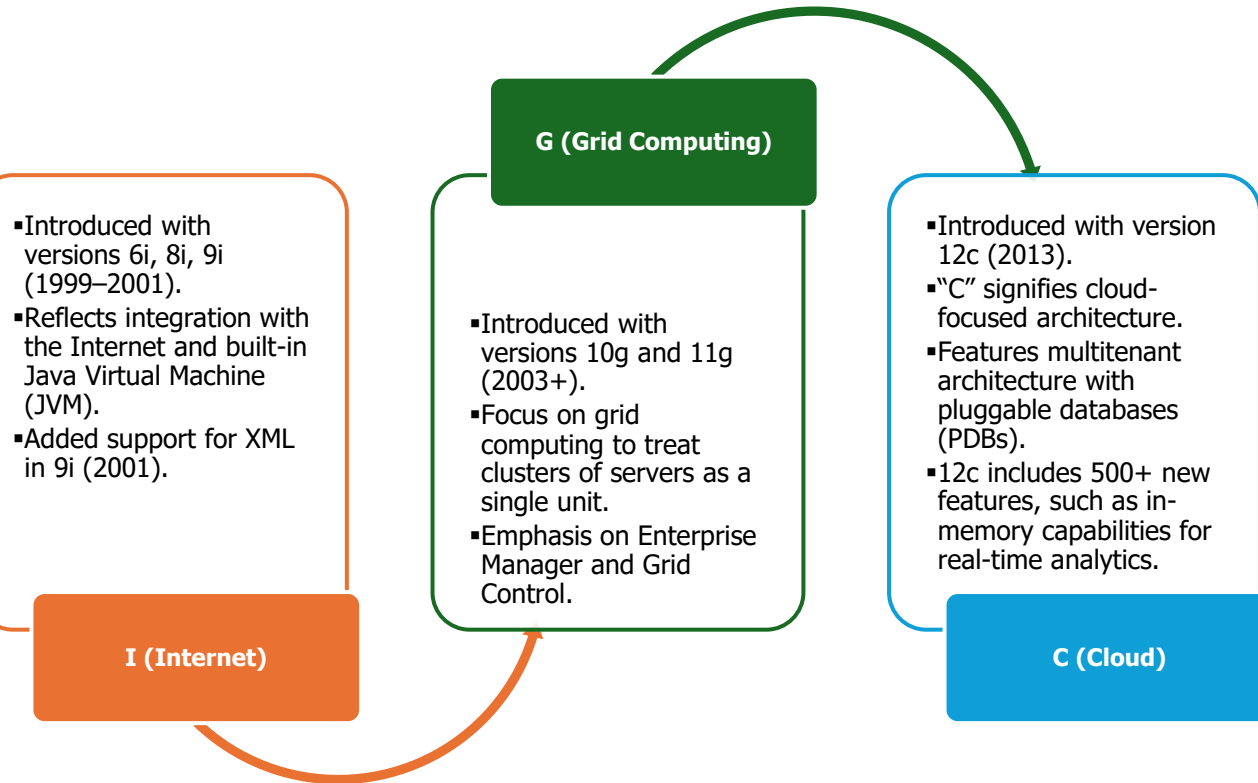 ▪Introduced with
versions 6i, 8i, 9i
(1999–2001).
▪Reflects integration with
the Internet and built-in
Java Virtual Machine
(JVM).
▪Added support for XML
in 9i (2001).
I (Internet)
G (Grid Computing)
▪Introduced with
versions 10g and 11g
(2003+).
▪Focus on grid
computing to treat
clusters of servers as a
single unit.
▪Emphasis on Enterprise
Manager and Grid
Control.
▪Introduced with version
12c (2013).
▪“C” signifies cloud-
focused architecture.
▪Features multitenant
architecture with
pluggable databases
(PDBs).
▪12c includes 500+ new
features, such as in-
memory capabilities for
real-time analytics.
C (Cloud)